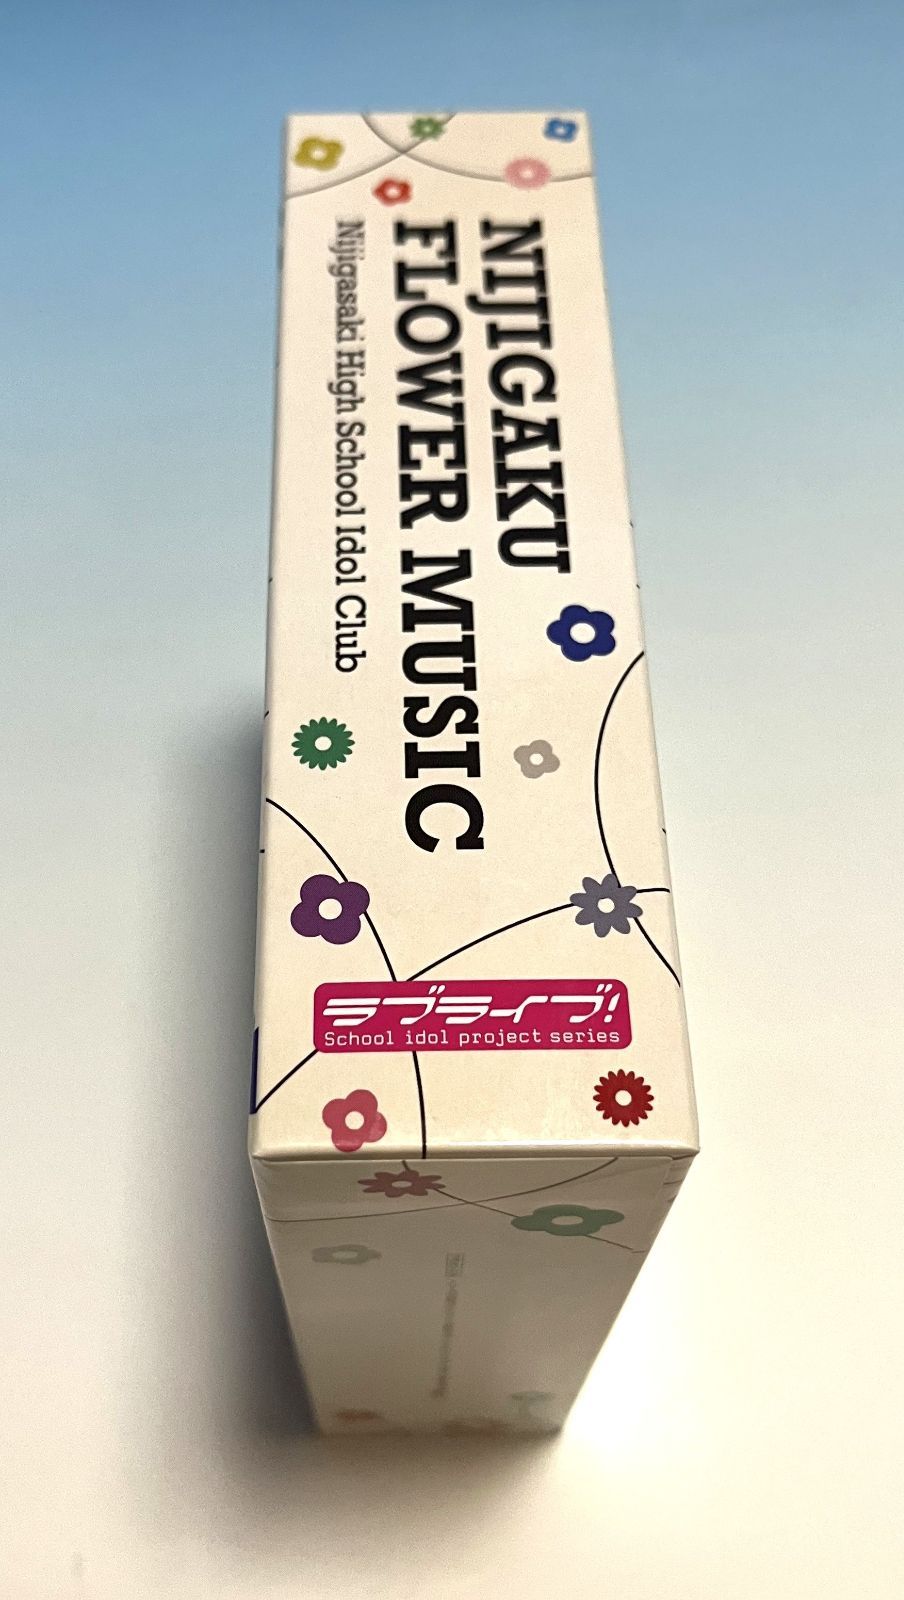 NIJIGAKU
FLOWER MUSIC
Nijigasaki High School Idol Club
ラブライブ!
School idol project series